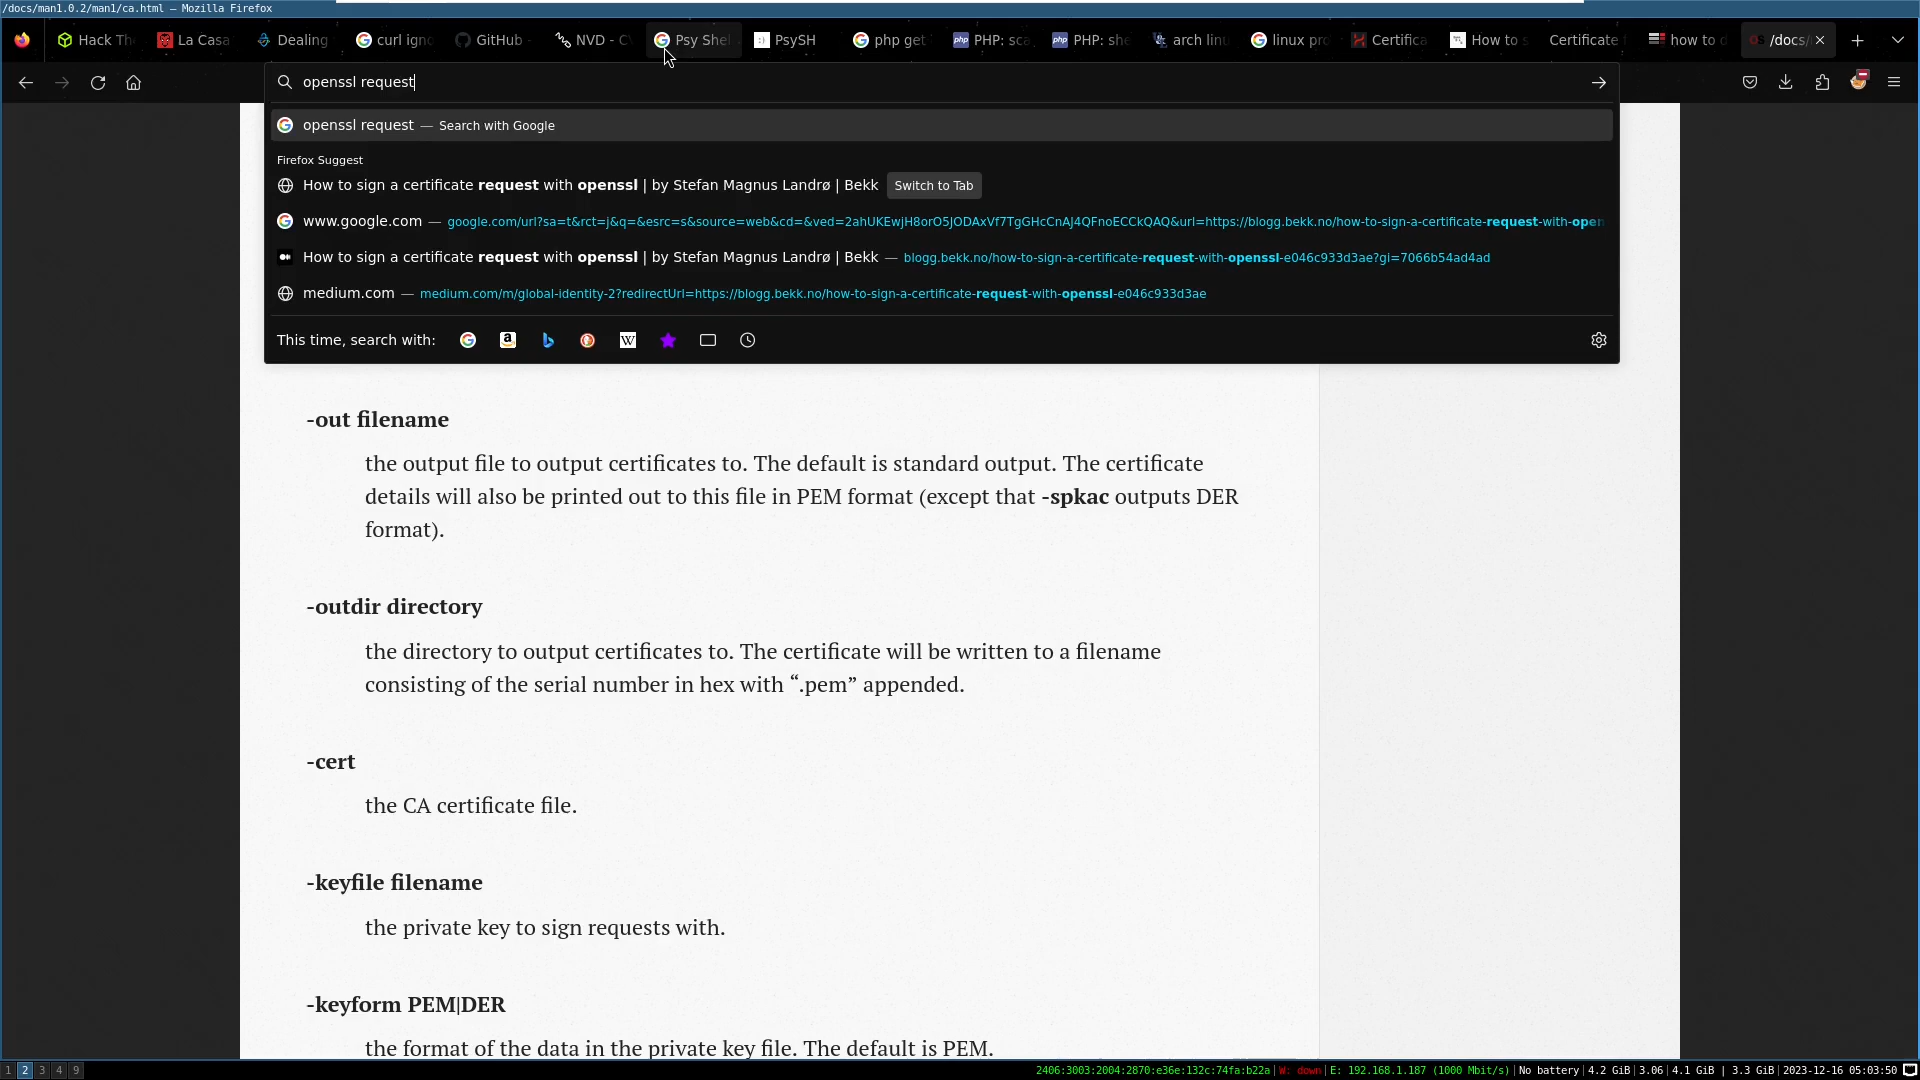 /docs/man1.0.2/man1/ca.html — Mozilla Firefox
Hack Th La Casa Dealing curl ign GitHub - NVD - C Psy Shel PsySH php get PHP: sca PHP: she arch linu linux pro Certifica How to s Certificate f how to d /docs/
openssl request
openssl request — Search with Google
Firefox Suggest
How to sign a certificate request with openssl | by Stefan Magnus Landrø | Bekk Switch to Tab
www.google.com — google.com/url?sa=t&rct=j&q=&esrc=s&source=web&cd=&ved=2ahUKEwjH8orO5JODAxVf7TgGHcCnAJ4QFnoECCkQAQ&url=https://blogg.bekk.no/how-to-sign-a-certificate-request-with-open
How to sign a certificate request with openssl | by Stefan Magnus Landrø | Bekk — blogg.bekk.no/how-to-sign-a-certificate-request-with-openssl-e046c933d3ae?gi=7066b54ad4ad
medium.com — medium.com/m/global-identity-2?redirectUrl=https://blogg.bekk.no/how-to-sign-a-certificate-request-with-openssl-e046c933d3ae
This time, search with:
-out filename
the output file to output certificates to. The default is standard output. The certificate
details will also be printed out to this file in PEM format (except that -spkac outputs DER
format).
-outdir directory
the directory to output certificates to. The certificate will be written to a filename
consisting of the serial number in hex with “.pem” appended.
-cert
the CA certificate file.
-keyfile filename
the private key to sign requests with.
-keyform PEM|DER
the format of the data in the private key file. The default is PEM.
1 2 3 4 9 2406:3003:2004:2870:e36e:132c:74fa:b22a | W: down | E: 192.168.1.187 (1000 Mbit/s) | No battery | 4.2 GiB | 3.06 | 4.1 GiB | 3.3 GiB | 2023-12-16 05:03:50